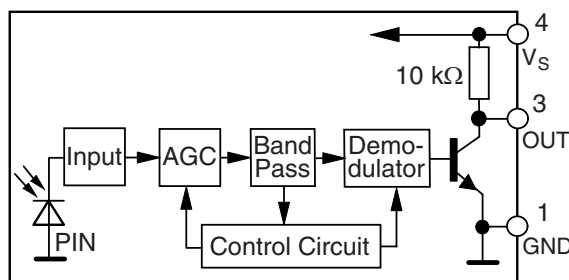 4
V_S
10 kΩ
3
OUT
Input
AGC
Band
Pass
Demo-
dulator
1
GND
PIN
Control Circuit